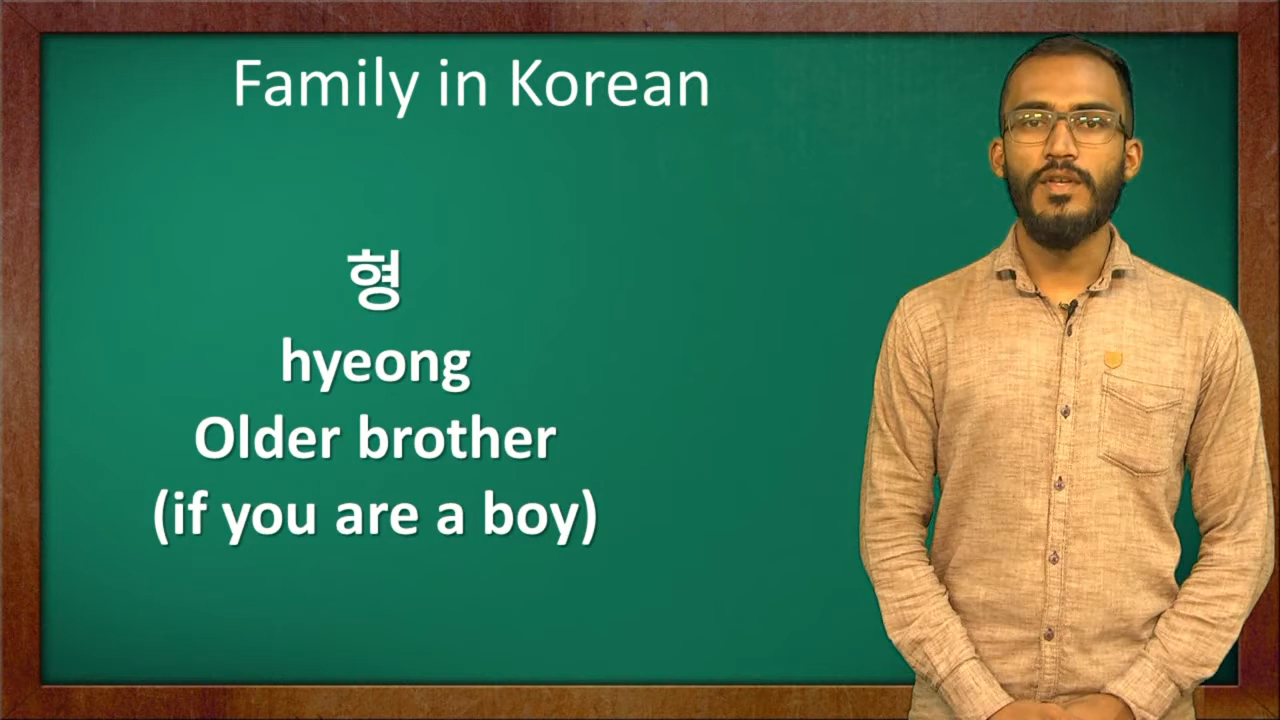 Family in Korean
형
hyeong
Older brother
(if you are a boy)